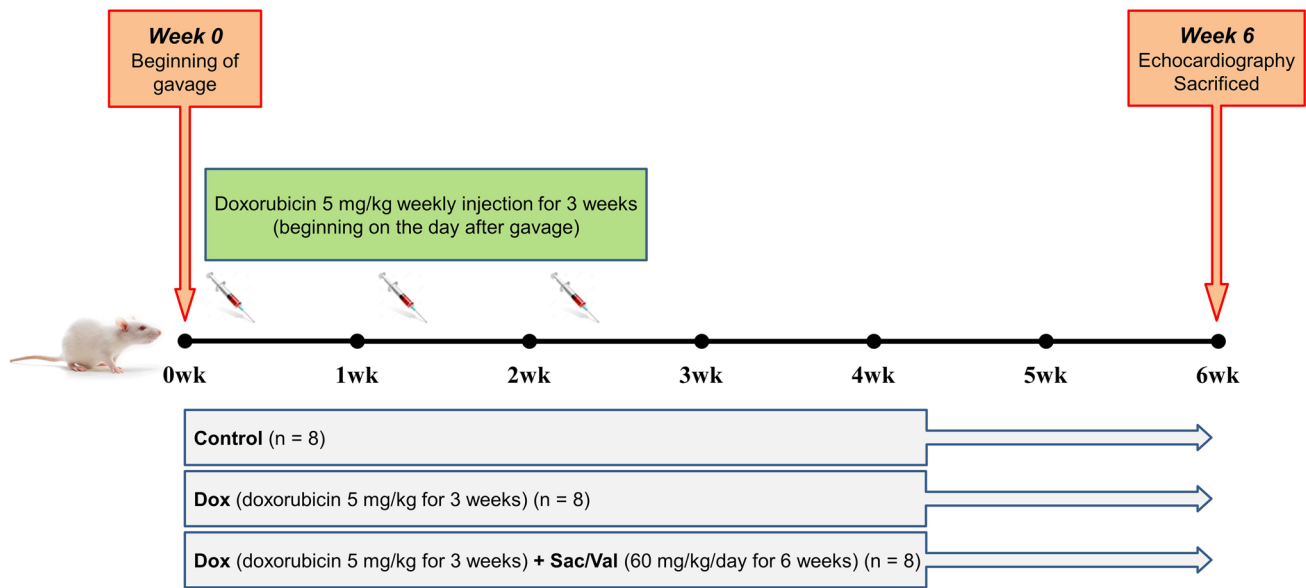 Week 0
Beginning of
gavage
Week 6
Echocardiography
Sacrificed
Doxorubicin 5 mg/kg weekly injection for 3 weeks
(beginning on the day after gavage)
0wk 1wk 2wk 3wk 4wk 5wk 6wk
Control (n = 8)
Dox (doxorubicin 5 mg/kg for 3 weeks) (n = 8)
Dox (doxorubicin 5 mg/kg for 3 weeks) + Sac/Val (60 mg/kg/day for 6 weeks) (n = 8)